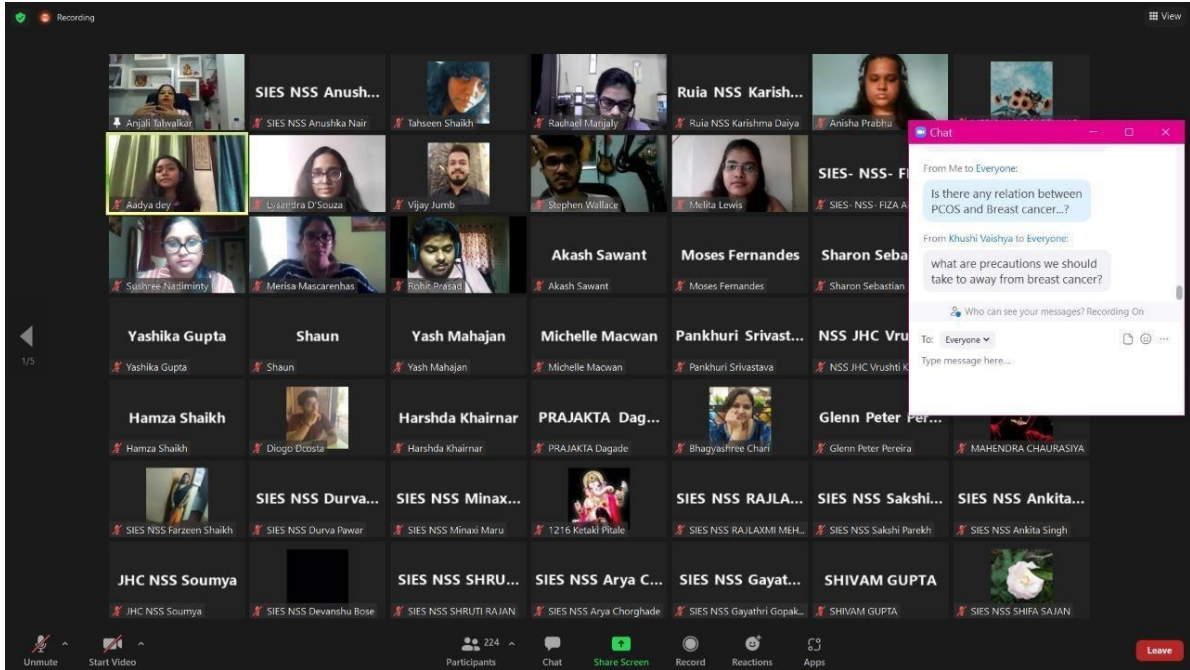 Recording
View
Anjali Talwalkar
SIES NSS Anush...
SIES NSS Anushka Nair
Tahseen Shaikh
Rachael Manjaly
Ruia NSS Karish...
Ruia NSS Karishma Daiya
Anisha Prabhu
Aadya dey
Lysandra D'Souza
Vijay Jumb
Stephen Wallace
Melita Lewis
SIES- NSS- FI
SIES- NSS- FIZA A
Sushree Nadiminty
Merisa Mascarenhas
Rohit Prasad
Akash Sawant
Akash Sawant
Moses Fernandes
Moses Fernandes
Sharon Seba
Sharon Sebastian
Chat
From Me to Everyone:
Is there any relation between
PCOS and Breast cancer...?
From Khushi Vaishya to Everyone:
what are precautions we should
take to away from breast cancer?
Who can see your messages? Recording On
To: Everyone
Type message here...
1/5
Yashika Gupta
Yashika Gupta
Shaun
Shaun
Yash Mahajan
Yash Mahajan
Michelle Macwan
Michelle Macwan
Pankhuri Srivast...
Pankhuri Srivastava
NSS JHC Vru
NSS JHC Vrushti K
Hamza Shaikh
Hamza Shaikh
Diogo Dcosta
Harshda Khairnar
Harshda Khairnar
PRAJAKTA Dag...
PRAJAKTA Dagade
Bhagyashree Chari
Glenn Peter Per...
Glenn Peter Pereira
MAHENDRA CHAURASIYA
SIES NSS Farzeen Shaikh
SIES NSS Durva...
SIES NSS Durva Pawar
SIES NSS Minax...
SIES NSS Minaxi Maru
1216 Ketaki Pitale
SIES NSS RAJLA...
SIES NSS RAJLAXMI MEH...
SIES NSS Sakshi...
SIES NSS Sakshi Parekh
SIES NSS Ankita...
SIES NSS Ankita Singh
JHC NSS Soumya
JHC NSS Soumya
SIES NSS Devanshu Bose
SIES NSS SHRU...
SIES NSS SHRUTI RAJAN
SIES NSS Arya C...
SIES NSS Arya Chorghade
SIES NSS Gayat...
SIES NSS Gayathri Gopak...
SHIVAM GUPTA
SHIVAM GUPTA
SIES NSS SHIFA SAJAN
Unmute
Start Video
224
Participants
Chat
Share Screen
Record
Reactions
Apps
Leave